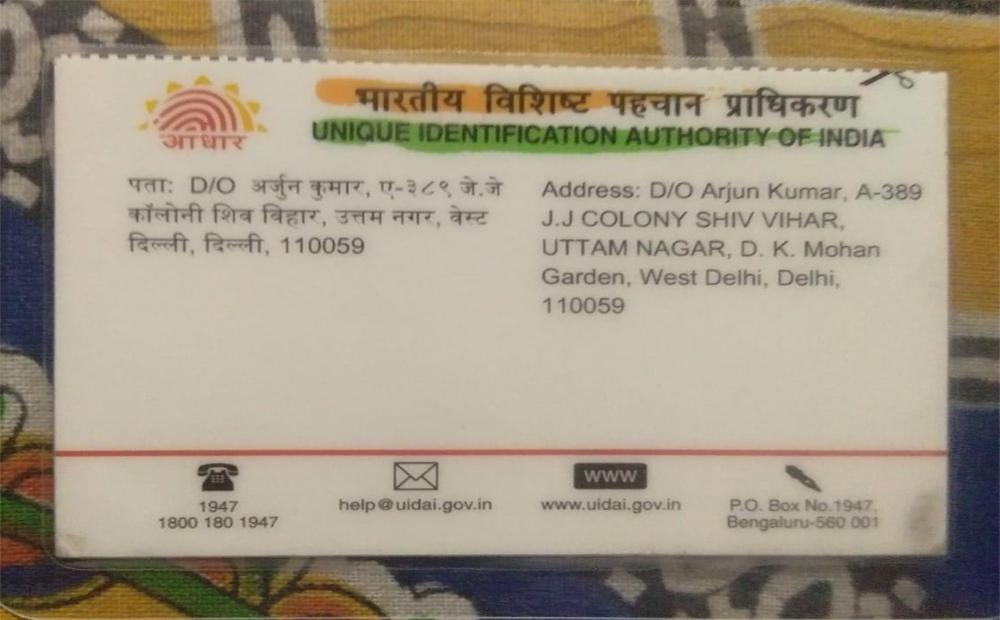 आधार
भारतीय विशिष्ट पहचान प्राधिकरण
UNIQUE IDENTIFICATION AUTHORITY OF INDIA
पता: D/O अर्जुन कुमार, ए-३८९ जे.जे
कॉलोनी शिव विहार, उत्तम नगर, वेस्ट
दिल्ली, दिल्ली, 110059
Address: D/O Arjun Kumar, A-389
J.J COLONY SHIV VIHAR,
UTTAM NAGAR, D. K. Mohan
Garden, West Delhi, Delhi,
110059
1947
1800 180 1947
help@uidai.gov.in
WWW
www.uidai.gov.in
P.O. Box No.1947,
Bengaluru-560 001